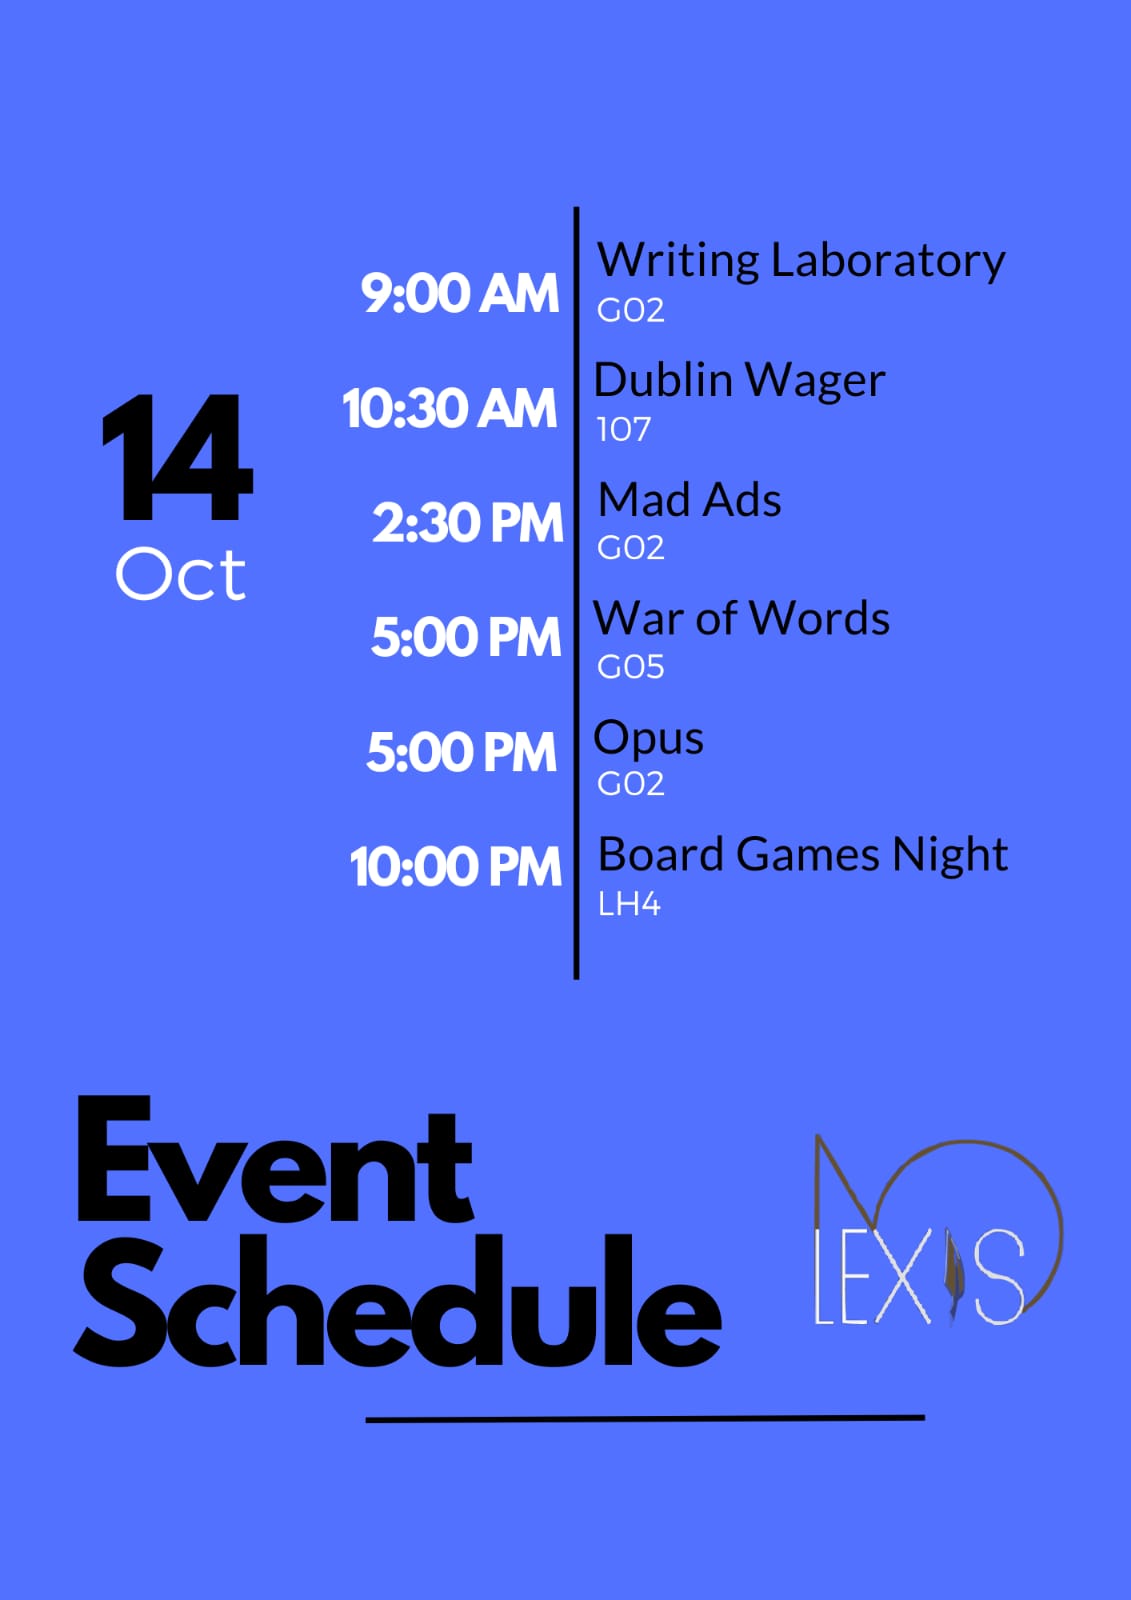 14
Oct
9:00 AM
Writing Laboratory
G02
10:30 AM
Dublin Wager
107
2:30 PM
Mad Ads
G02
5:00 PM
War of Words
G05
5:00 PM
Opus
G02
10:00 PM
Board Games Night
LH4
Event
Schedule
LEXIS